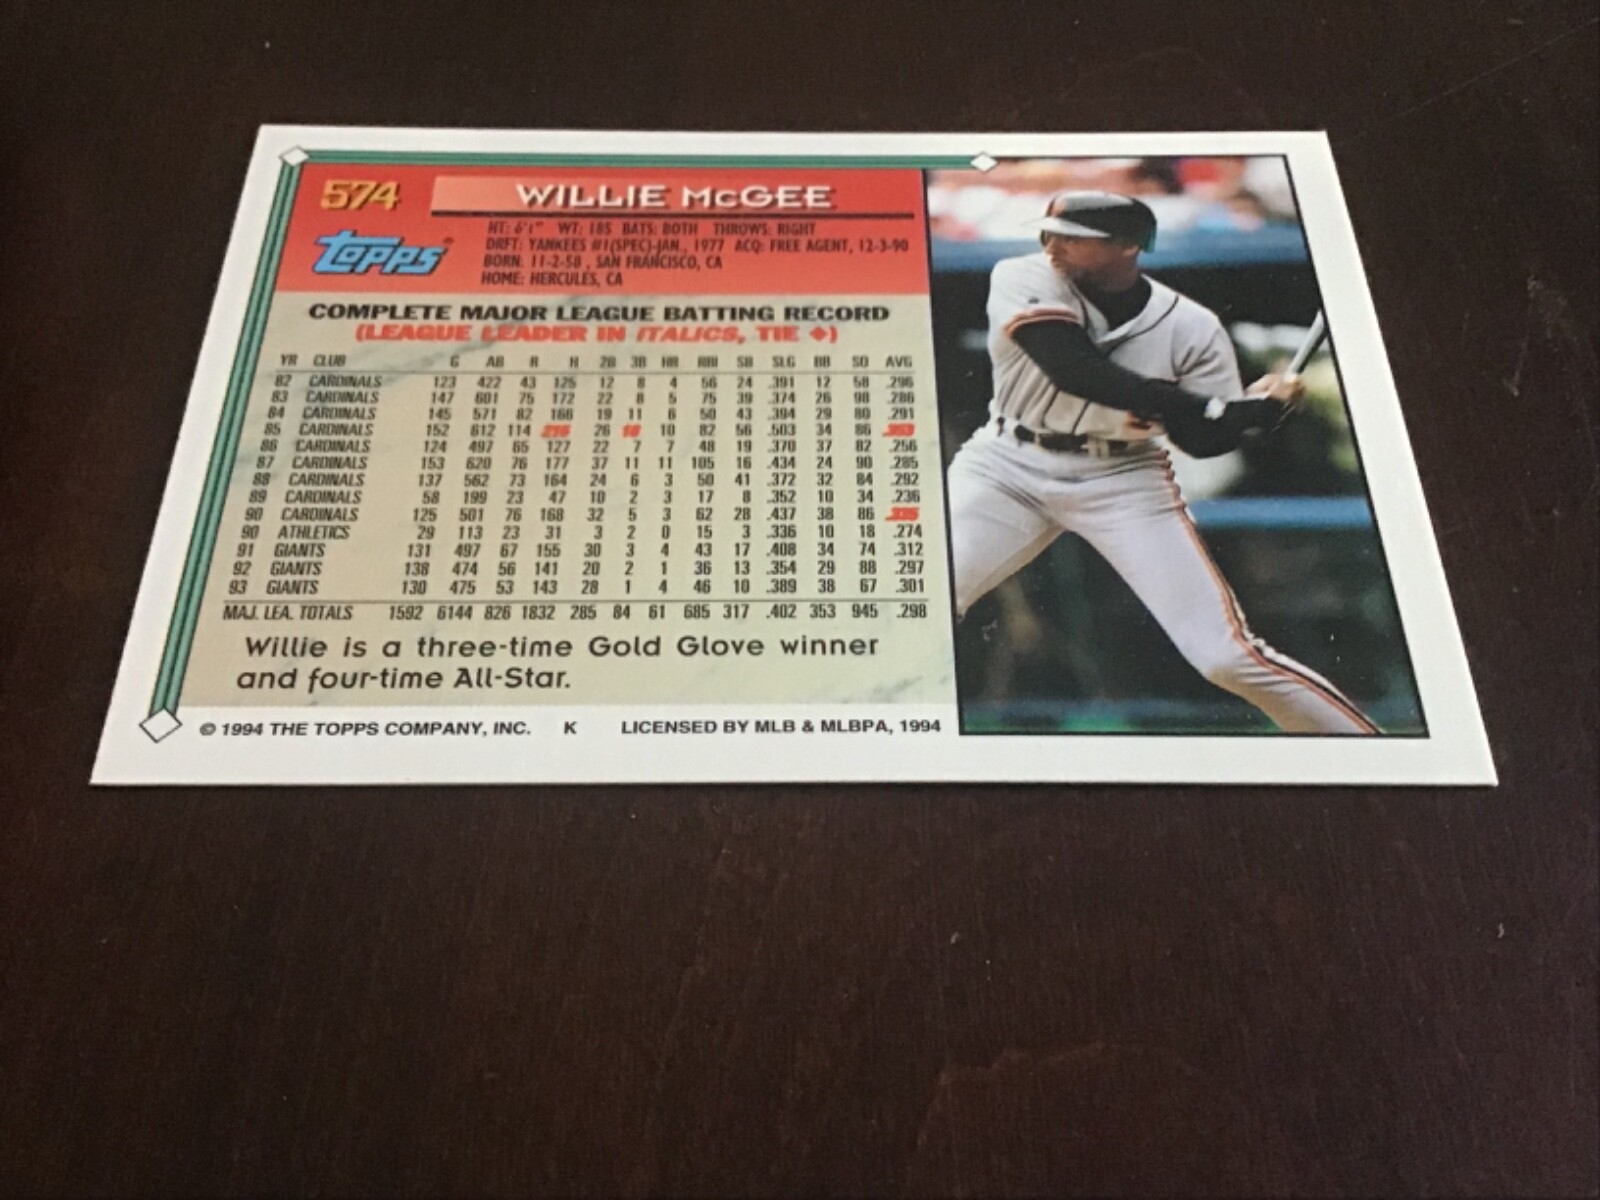 574
WILLIE McGEE
topps®
HT: 6'1" WT: 185 BATS: BOTH THROWS: RIGHT
DRFT: YANKEES #1(SPEC)-JAN., 1977 ACQ: FREE AGENT, 12-3-90
BORN: 11-2-58, SAN FRANCISCO, CA
HOME: HERCULES, CA
COMPLETE MAJOR LEAGUE BATTING RECORD
(LEAGUE LEADER IN ITALICS, TIE ◆)
YR CLUB G AB R H 2B 3B HR RBI SB SLG BB SO AVG
82 CARDINALS 123 422 43 125 12 8 4 56 24 .391 12 58 .296
83 CARDINALS 147 601 75 172 22 8 5 75 39 .374 26 98 .286
84 CARDINALS 145 571 82 166 19 11 6 50 43 .394 29 80 .291
85 CARDINALS 152 612 114 216 26 18 10 82 56 .503 34 86 .353
86 CARDINALS 124 497 65 127 22 7 7 48 19 .370 37 82 .256
87 CARDINALS 153 620 76 177 37 11 11 105 16 .434 24 90 .285
88 CARDINALS 137 562 73 164 24 6 3 50 41 .372 32 84 .292
89 CARDINALS 58 199 23 47 10 2 3 17 8 .352 10 34 .236
90 CARDINALS 125 501 76 168 32 5 3 62 28 .437 38 86 .335
90 ATHLETICS 29 113 23 31 3 2 0 15 3 .336 10 18 .274
91 GIANTS 131 497 67 155 30 3 4 43 17 .408 34 74 .312
92 GIANTS 138 474 56 141 20 2 1 36 13 .354 29 88 .297
93 GIANTS 130 475 53 143 28 1 4 46 10 .389 38 67 .301
MAJ. LEA. TOTALS 1592 6144 826 1832 285 84 61 685 317 .402 353 945 .298
Willie is a three-time Gold Glove winner
and four-time All-Star.
© 1994 THE TOPPS COMPANY, INC. K LICENSED BY MLB & MLBPA, 1994